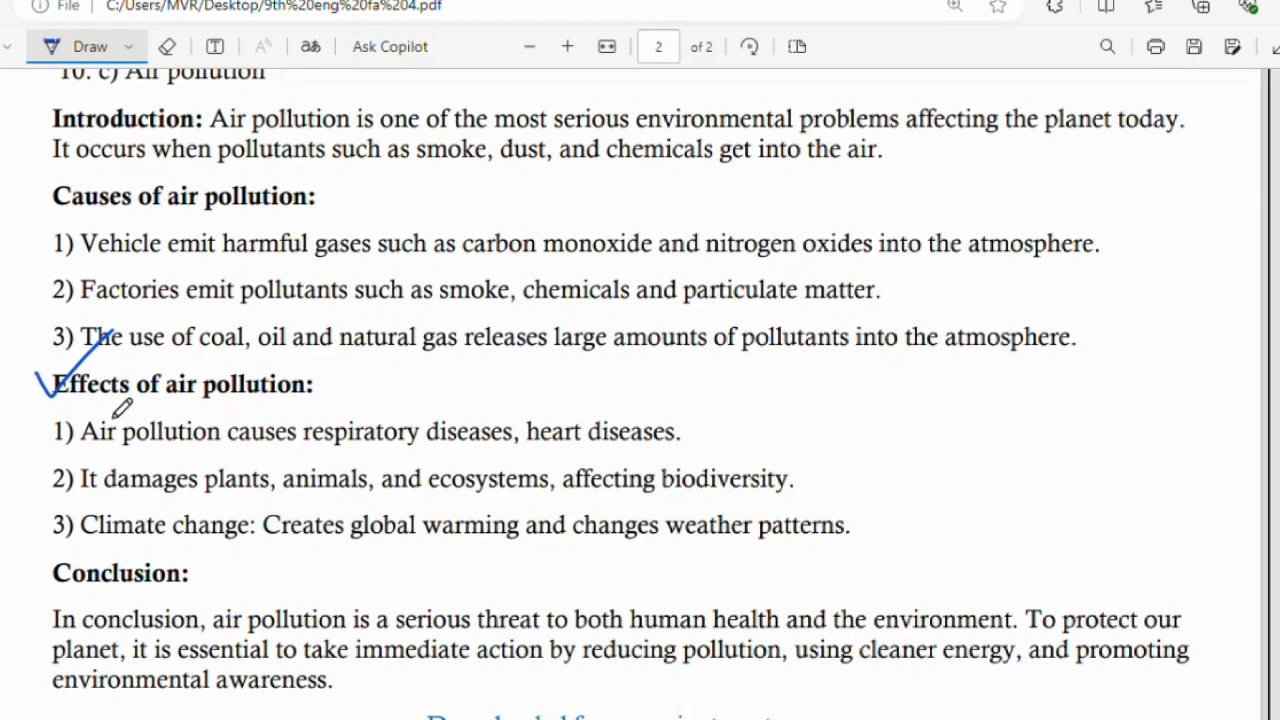 File C:/Users/MVR/Desktop/9th%20eng%20fa%204.pdf
Draw Ask Copilot 2 of 2
10. c) Air pollution
Introduction: Air pollution is one of the most serious environmental problems affecting the planet today.
It occurs when pollutants such as smoke, dust, and chemicals get into the air.
Causes of air pollution:
1) Vehicle emit harmful gases such as carbon monoxide and nitrogen oxides into the atmosphere.
2) Factories emit pollutants such as smoke, chemicals and particulate matter.
3) The use of coal, oil and natural gas releases large amounts of pollutants into the atmosphere.
Effects of air pollution:
1) Air pollution causes respiratory diseases, heart diseases.
2) It damages plants, animals, and ecosystems, affecting biodiversity.
3) Climate change: Creates global warming and changes weather patterns.
Conclusion:
In conclusion, air pollution is a serious threat to both human health and the environment. To protect our
planet, it is essential to take immediate action by reducing pollution, using cleaner energy, and promoting
environmental awareness.